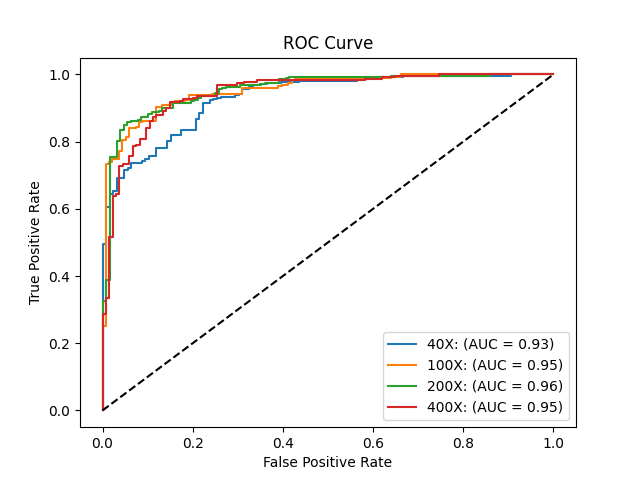 ROC Curve
True Positive Rate
1.0
0.8
0.6
0.4
0.2
0.0
0.0 0.2 0.4 0.6 0.8 1.0
False Positive Rate
40X: (AUC = 0.93)
100X: (AUC = 0.95)
200X: (AUC = 0.96)
400X: (AUC = 0.95)